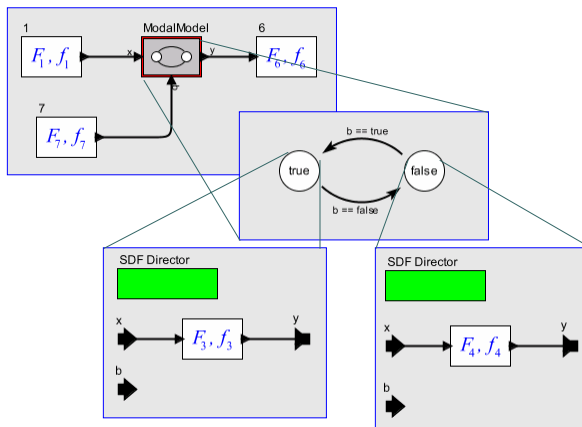 1
ModalModel
6
F1, f1
x
y
F6, f6
b
7
F7, f7
b == true
true
false
b == false
SDF Director
x
F3, f3
y
b
SDF Director
x
F4, f4
y
b